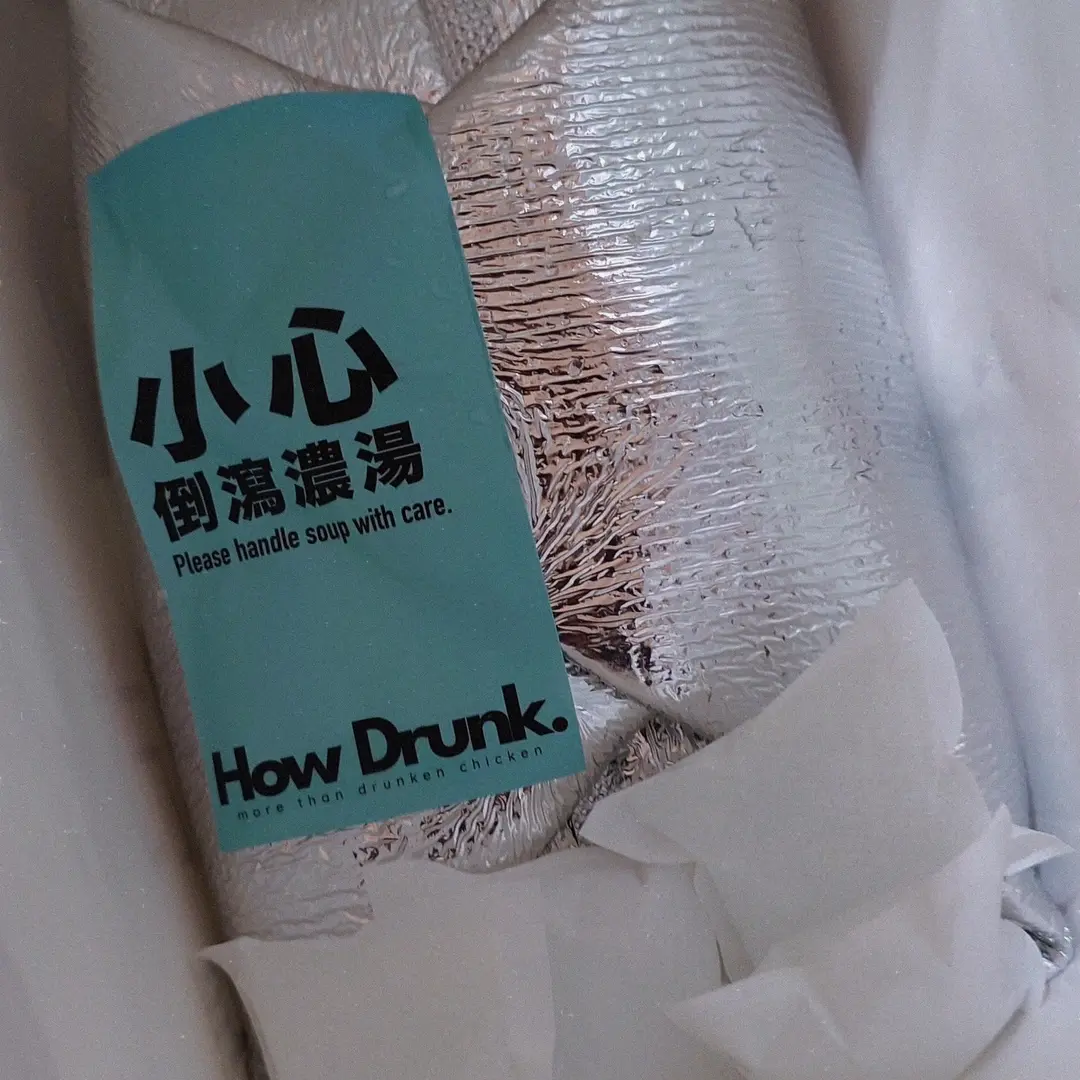 小心
倒瀉濃湯
Please handle soup with care.
How Drunk.
more than drunken chicken